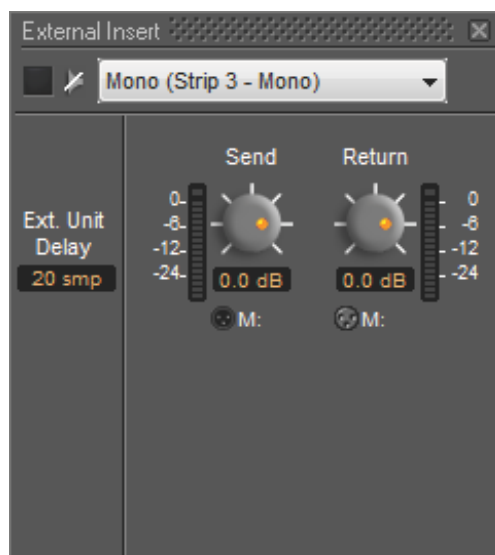 External Insert
Mono (Strip 3 - Mono)
Send Return
Ext. Unit
Delay
20 smp
0
-6
-12
-24
0
-6
-12
-24
0.0 dB 0.0 dB
M: M: